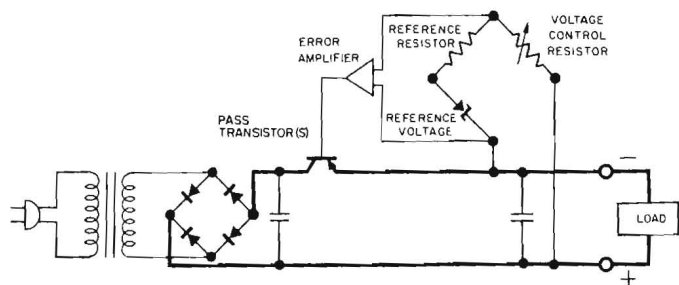 REFERENCE
RESISTOR
VOLTAGE
CONTROL
RESISTOR
ERROR
AMPLIFIER
REFERENCE
VOLTAGE
PASS
TRANSISTOR(S)
−
LOAD
+